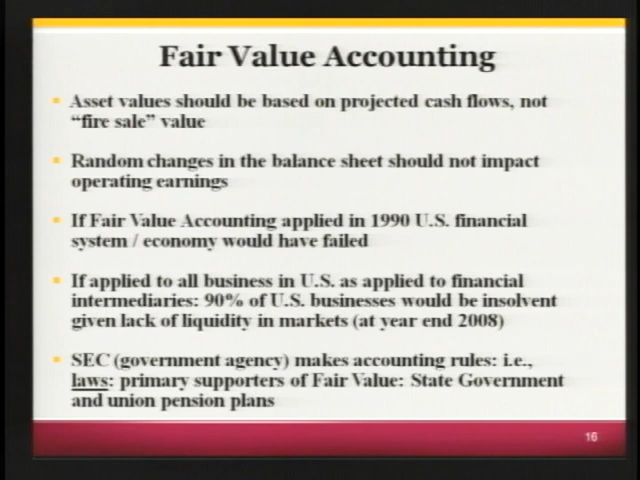 Fair Value Accounting
Asset values should be based on projected cash flows, not
“fire sale” value
Random changes in the balance sheet should not impact
operating earnings
If Fair Value Accounting applied in 1990 U.S. financial
system / economy would have failed
If applied to all business in U.S. as applied to financial
intermediaries: 90% of U.S. businesses would be insolvent
given lack of liquidity in markets (at year end 2008)
SEC (government agency) makes accounting rules: i.e.,
laws: primary supporters of Fair Value: State Government
and union pension plans
16